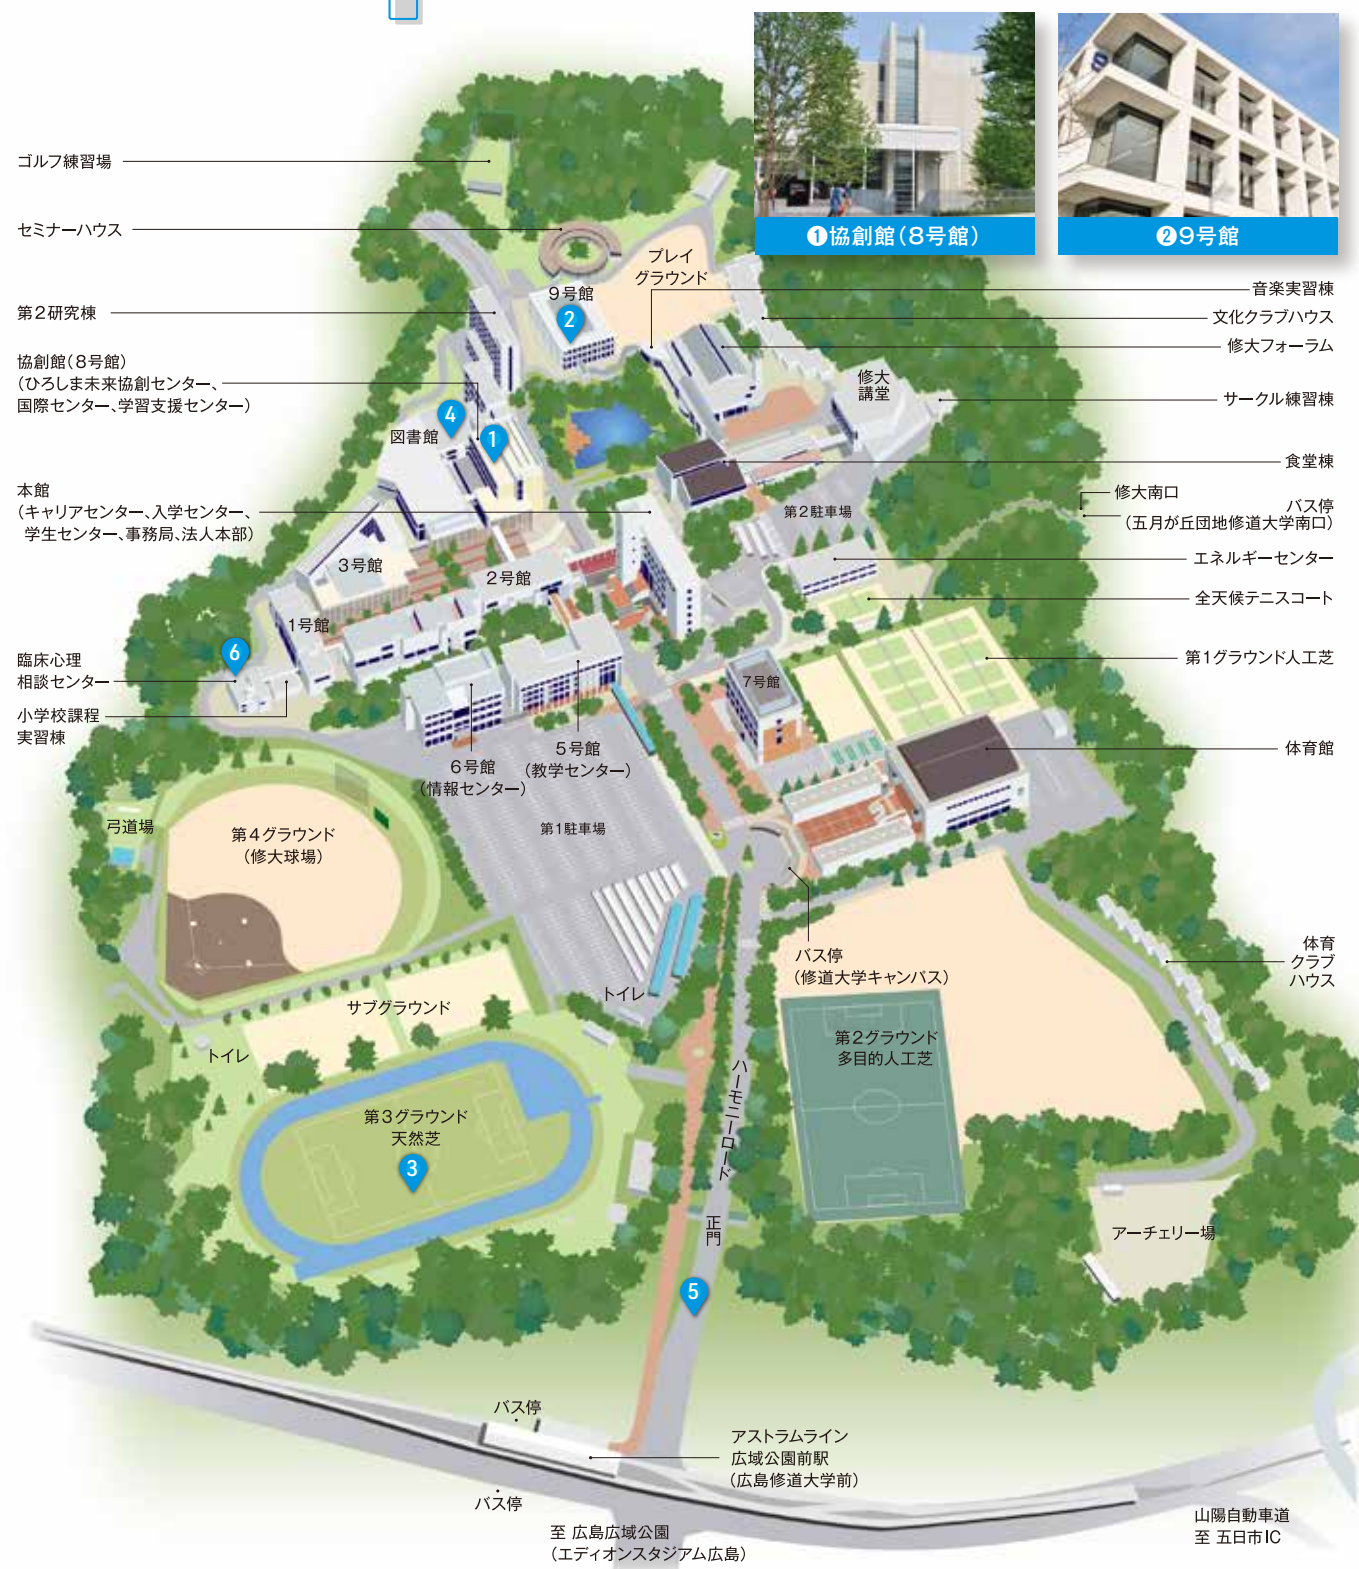 ❶協創館(8号館)
❷9号館
ゴルフ練習場
セミナーハウス
第2研究棟
協創館(8号館)
(ひろしま未来協創センター、
国際センター、学習支援センター)
本館
(キャリアセンター、入学センター、
学生センター、事務局、法人本部)
臨床心理
相談センター
小学校課程
実習棟
プレイ
グラウンド
9号館
2
4
図書館
1
修大
講堂
音楽実習棟
文化クラブハウス
修大フォーラム
サークル練習棟
食堂棟
修大南口
バス停
(五月が丘団地修道大学南口)
エネルギーセンター
全天候テニスコート
第1グラウンド人工芝
体育館
第2駐車場
3号館
2号館
1号館
6
7号館
5号館
(教学センター)
6号館
(情報センター)
弓道場
第4グラウンド
(修大球場)
第1駐車場
バス停
(修道大学キャンパス)
体育
クラブ
ハウス
トイレ
サブグラウンド
トイレ
第2グラウンド
多目的人工芝
ハーモニーロード
第3グラウンド
天然芝
3
正門
アーチェリー場
5
バス停
アストラムライン
広域公園前駅
(広島修道大学前)
バス停
至 広島広域公園
(エディオンスタジアム広島)
山陽自動車道
至 五日市IC